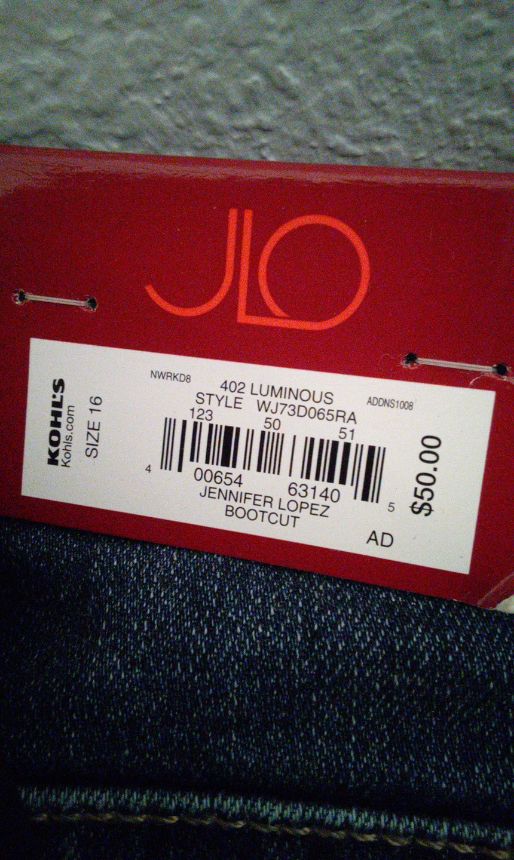 JLO
KOHL'S
Kohls.com
SIZE 16
NWRKD8
402 LUMINOUS
ADDNS1008
STYLE WJ73D065RA
123 50 51
4 00654 63140 5
JENNIFER LOPEZ
BOOTCUT
AD
$50.00